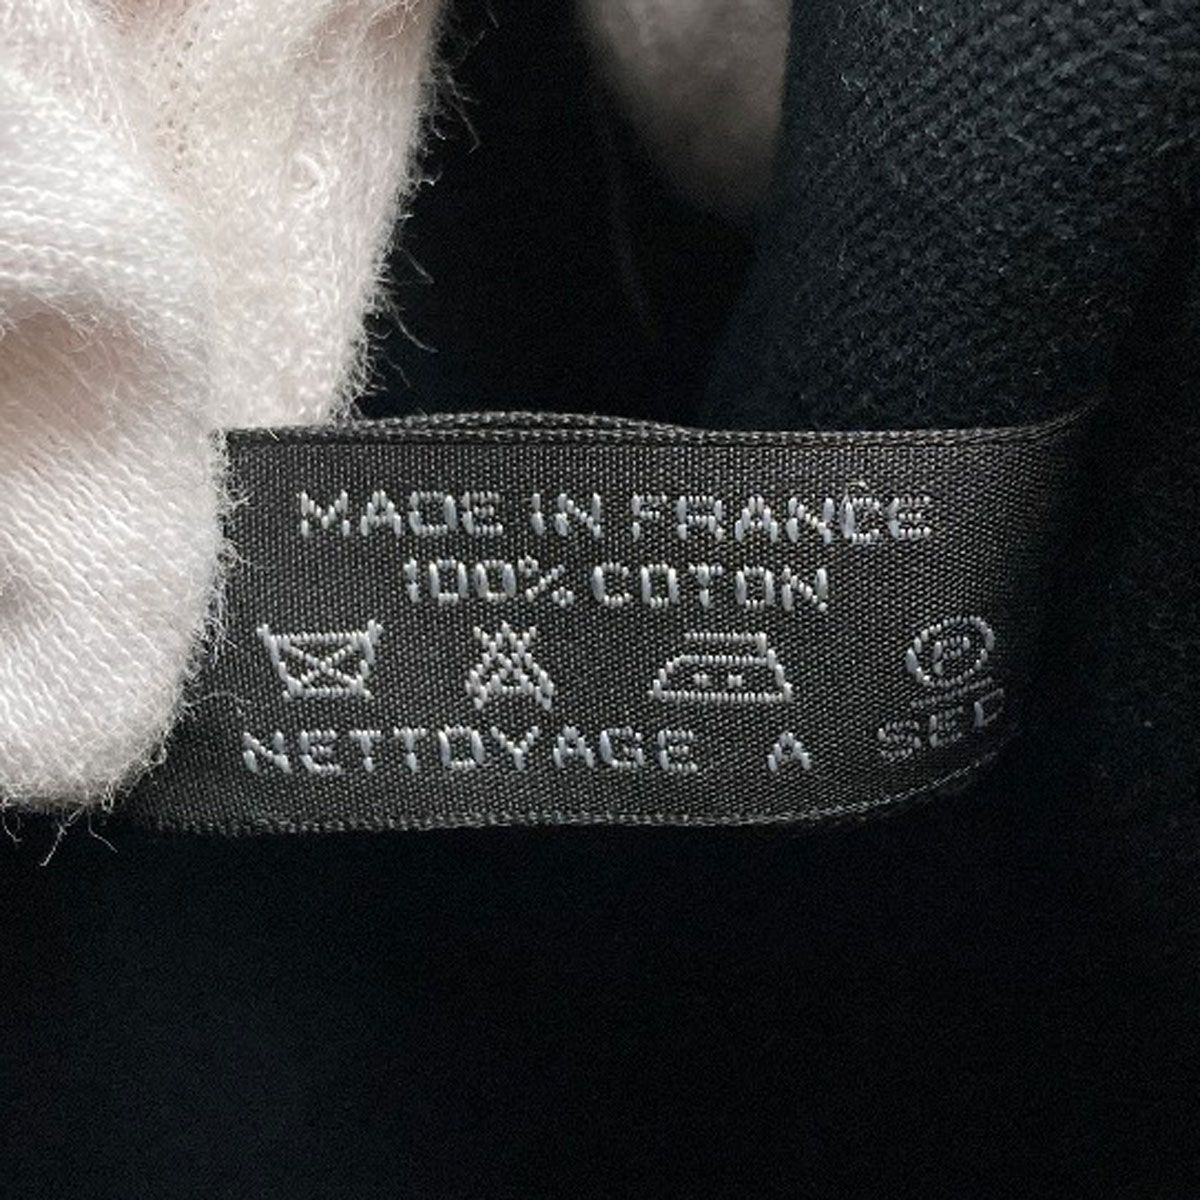 MADE IN FRANCE
100% COTON
P
NETTOYAGE A SEC